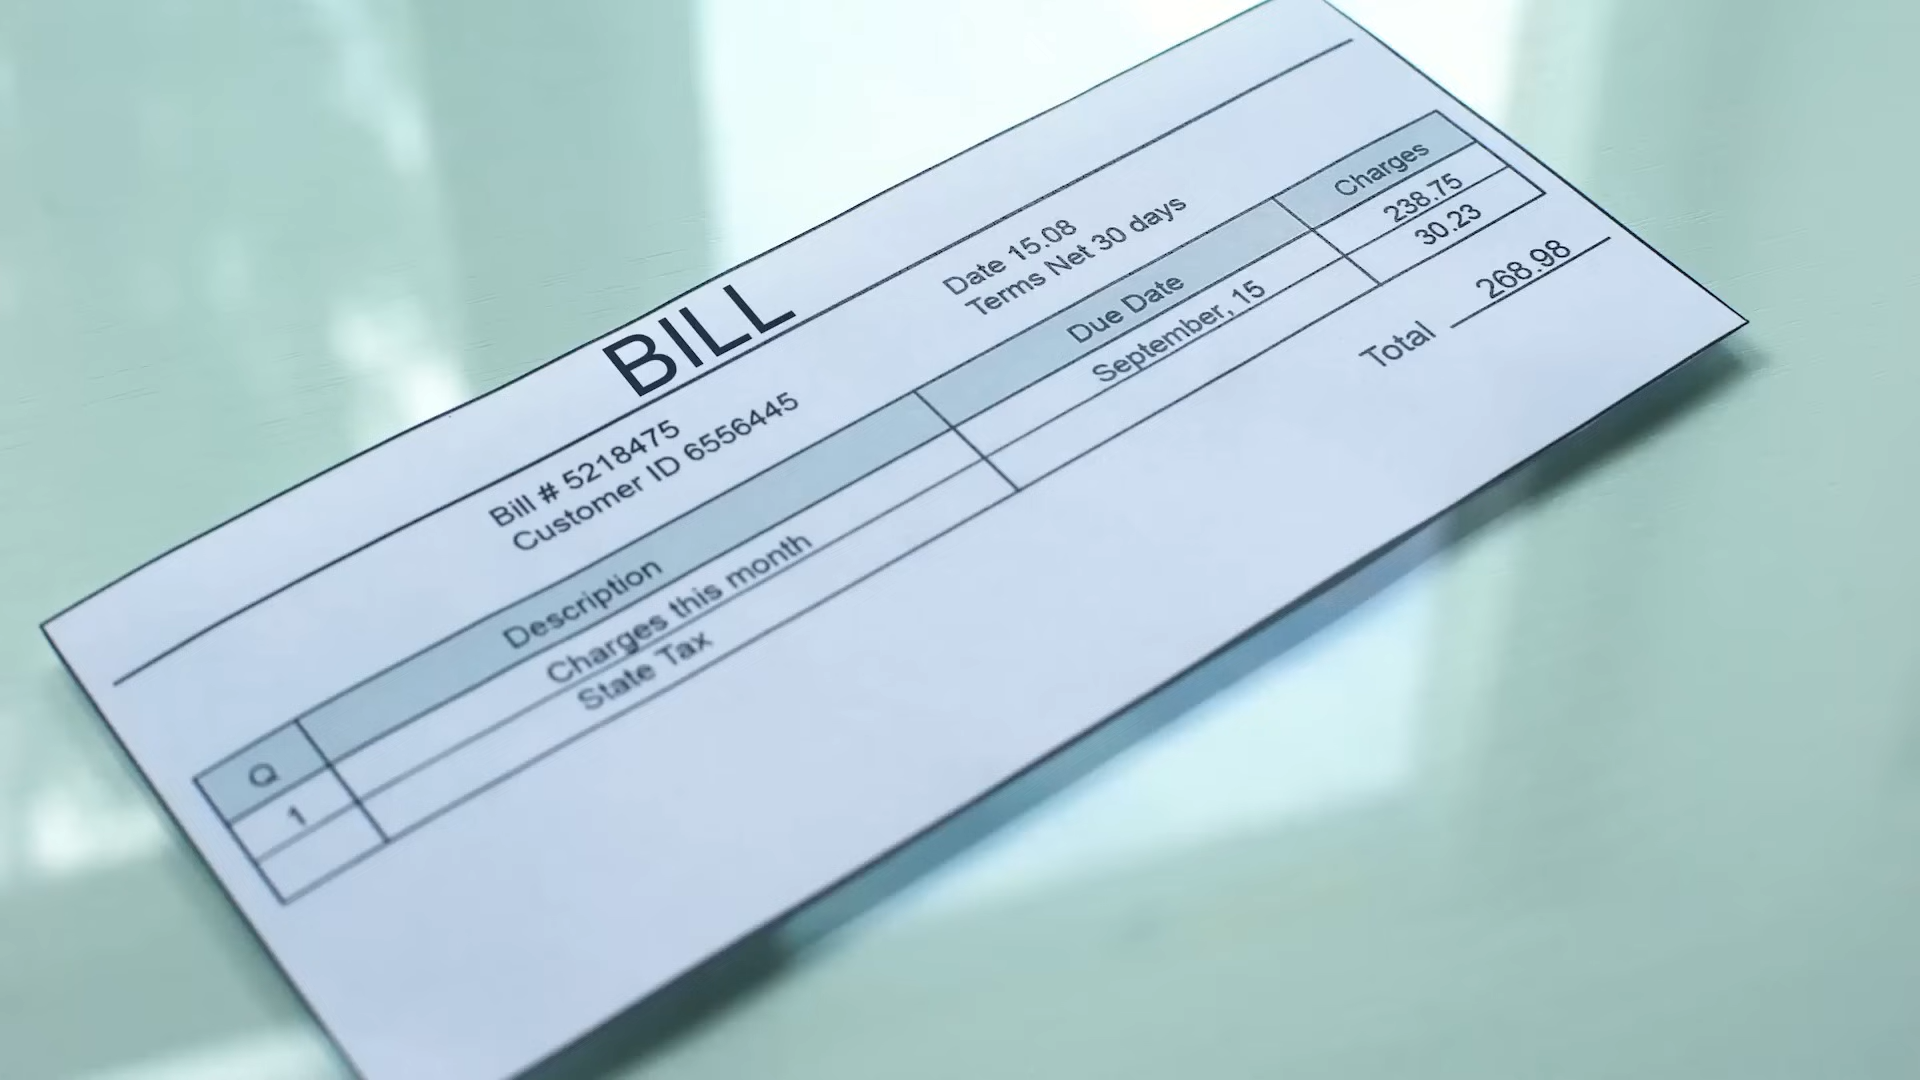 BILL
Bill # 5218475 Date 15.08
Customer ID 6556445 Terms Net 30 days
Q Description Due Date Charges
1 Charges this month September, 15 238.75
State Tax 30.23
Total 268.98